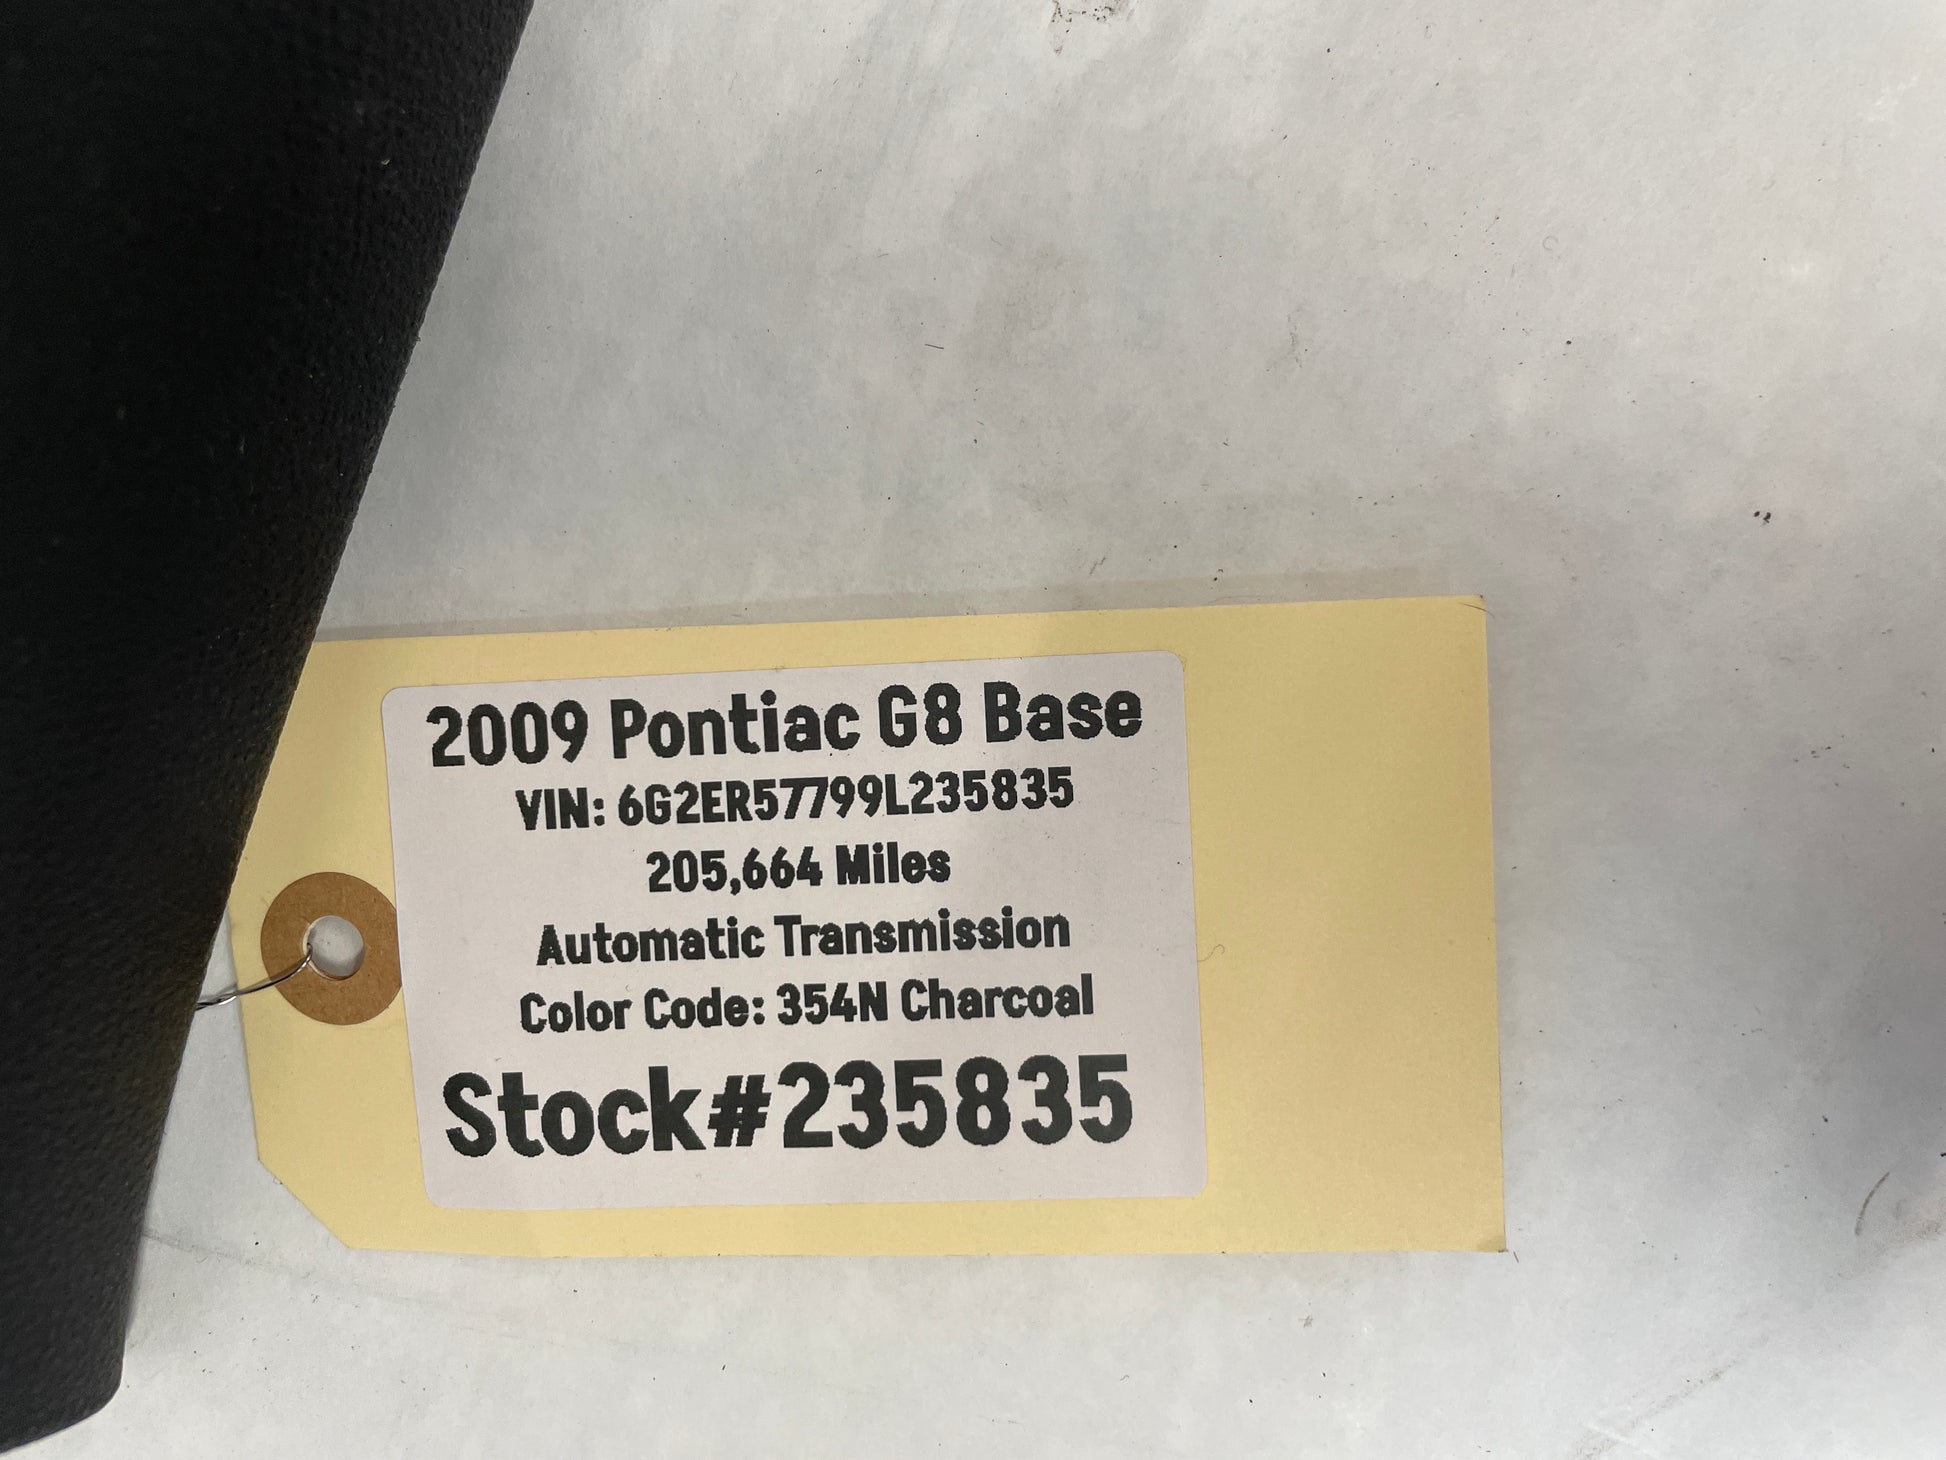 2009 Pontiac G8 Base
VIN: 6G2ER57799L235835
205,664 Miles
Automatic Transmission
Color Code: 354N Charcoal
Stock#235835